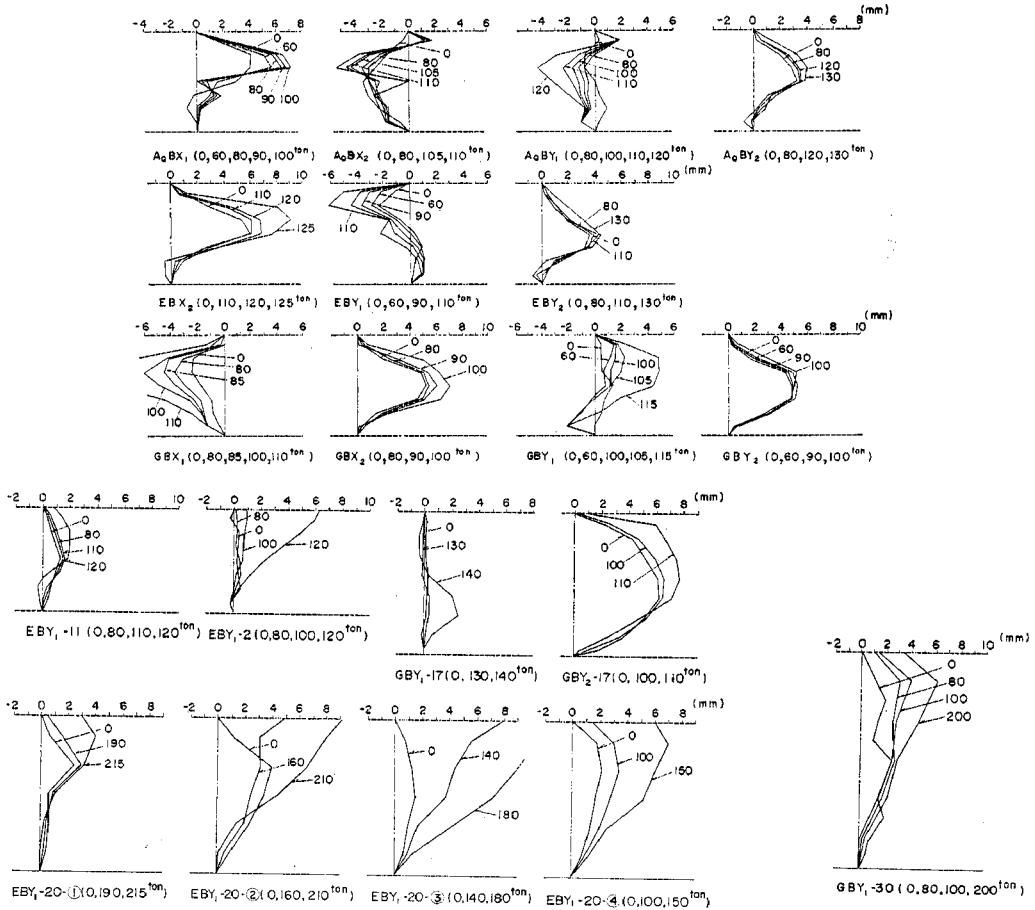 -4 -2 0 2 4 6 8
-6 -4 -2 0 2 4 6
-6 -4 -2 0 2 4 6
-4 -2 0 2 4 6 8 (mm)
0
60
80
90 100
0
80
105
110
0
80
100
110
120
0
80
120
130
AQBX1 (0,60,80,90,100ton)
AQBX2 (0,80,105,110ton)
AQBY1 (0,80,100,110,120ton)
AQBY2 (0,80,120,130ton)
-2 0 2 4 6 8 10
-6 -4 -2 0 2 4 6
-2 0 2 4 6 8 10 (mm)
0
110
120
125
0
60
90
110
80
130
0
110
EBX2 (0,110,120,125ton)
EBY1 (0,60,90,110ton)
EBY2 (0,80,110,130ton)
-6 -4 -2 0 2 4 6
-2 0 2 4 6 8 10
-6 -4 -2 0 2 4 6
-2 0 2 4 6 8 10 (mm)
0
80
85
100
110
0
80
90
100
0
60
100
105
115
0
60
90
100
GBX1 (0,80,85,100,110ton)
GBX2 (0,80,90,100ton)
GBY1 (0,60,100,105,115ton)
GBY2 (0,60,90,100ton)
-2 0 2 4 6 8 10
-2 0 2 4 6 8 10
-2 0 2 4 6 8
0 2 4 6 8 (mm)
0
80
110
120
80
0
100
120
0
130
140
0
100
110
EBY1-11 (0,80,110,120ton)
EBY1-2 (0,80,100,120ton)
GBY1-17 (0,130,140ton)
GBY2-17 (0,100,110ton)
-2 0 2 4 6 8 10 (mm)
0
80
100
200
GBY1-30 (0,80,100,200ton)
-2 0 2 4 6 8
-2 0 2 4 6 8
-2 0 2 4 6 8
-2 0 2 4 6 8 (mm)
0
190
215
0
160
210
0
140
180
0
100
150
EBY1-20-① (0,190,215ton)
EBY1-20-② (0,160,210ton)
EBY1-20-③ (0,140,180ton)
EBY1-20-④ (0,100,150ton)